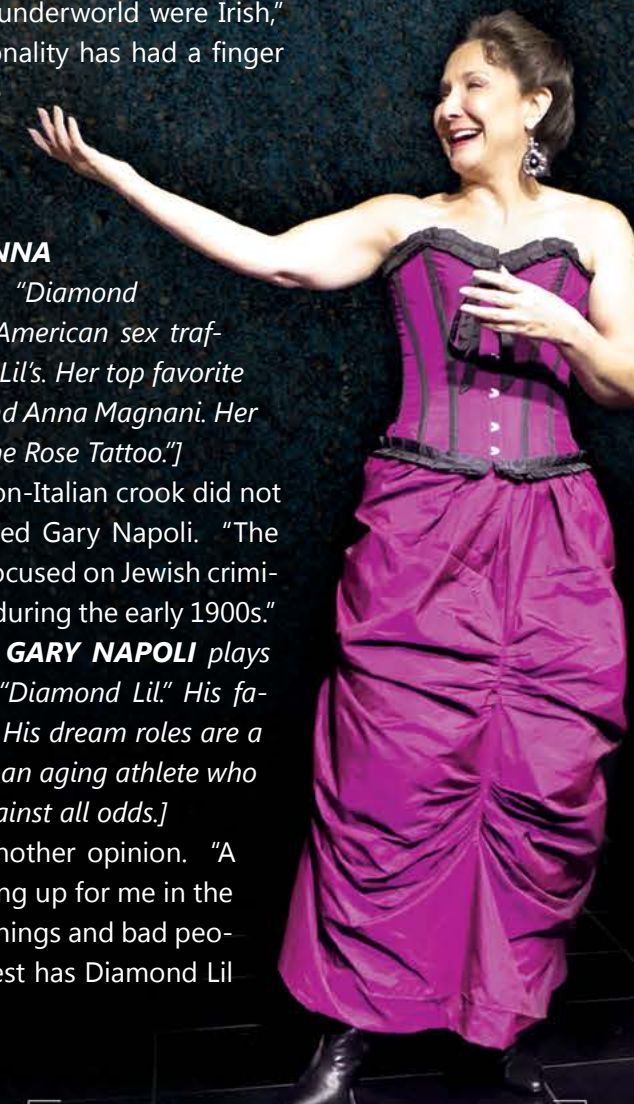 underworld were Irish,”
onality has had a finger
NNA
“Diamond
American sex traf-
Lil’s. Her top favorite
nd Anna Magnani. Her
he Rose Tattoo.”]
on-Italian crook did not
ed Gary Napoli. “The
ocused on Jewish crimi-
during the early 1900s.”
GARY NAPOLI plays
“Diamond Lil.” His fa-
His dream roles are a
an aging athlete who
ainst all odds.]
nother opinion. “A
ng up for me in the
hings and bad peo-
est has Diamond Lil